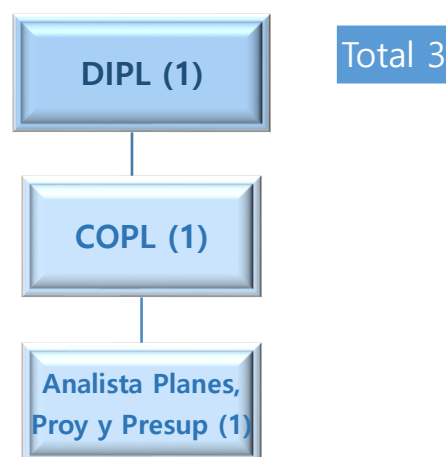 DIPL (1)
Total 3
COPL (1)
Analista Planes,
Proy y Presup (1)